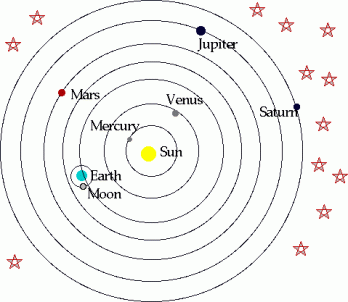 Jupiter
Mars
Venus
Saturn
Mercury
Sun
Earth
Moon